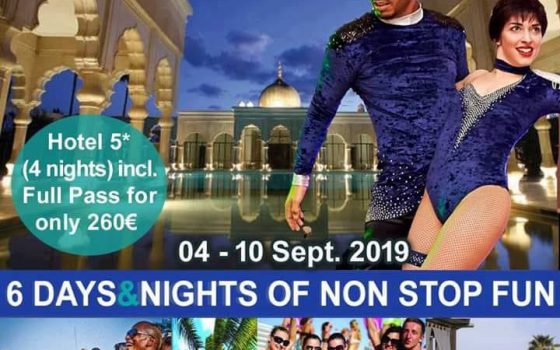 Hotel 5*
(4 nights) incl.
Full Pass for
only 260€
04 - 10 Sept. 2019
6 DAYS&NIGHTS OF NON STOP FUN